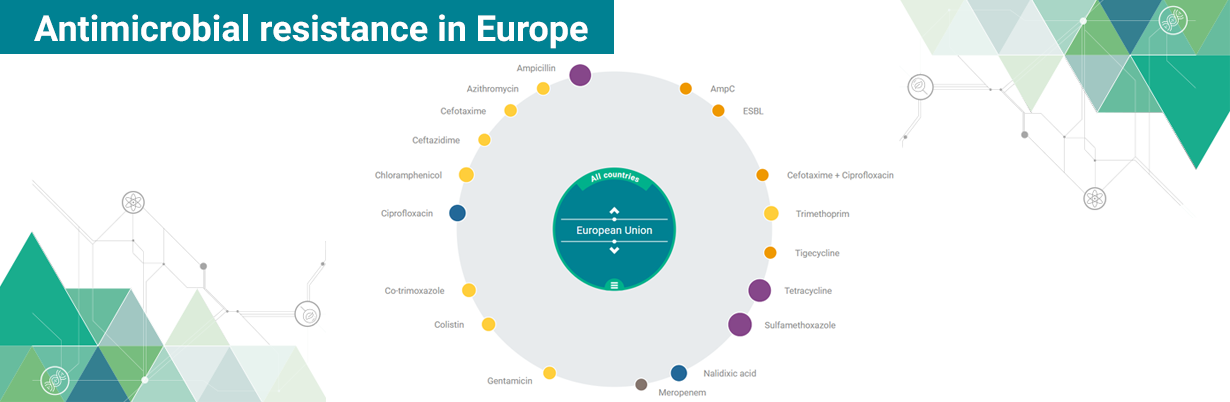 Antimicrobial resistance in Europe
Ampicillin
Azithromycin
Cefotaxime
Ceftazidime
Chloramphenicol
Ciprofloxacin
Co-trimoxazole
Colistin
Gentamicin
AmpC
ESBL
Cefotaxime + Ciprofloxacin
Trimethoprim
Tigecycline
Tetracycline
Sulfamethoxazole
Nalidixic acid
Meropenem
All countries
European Union